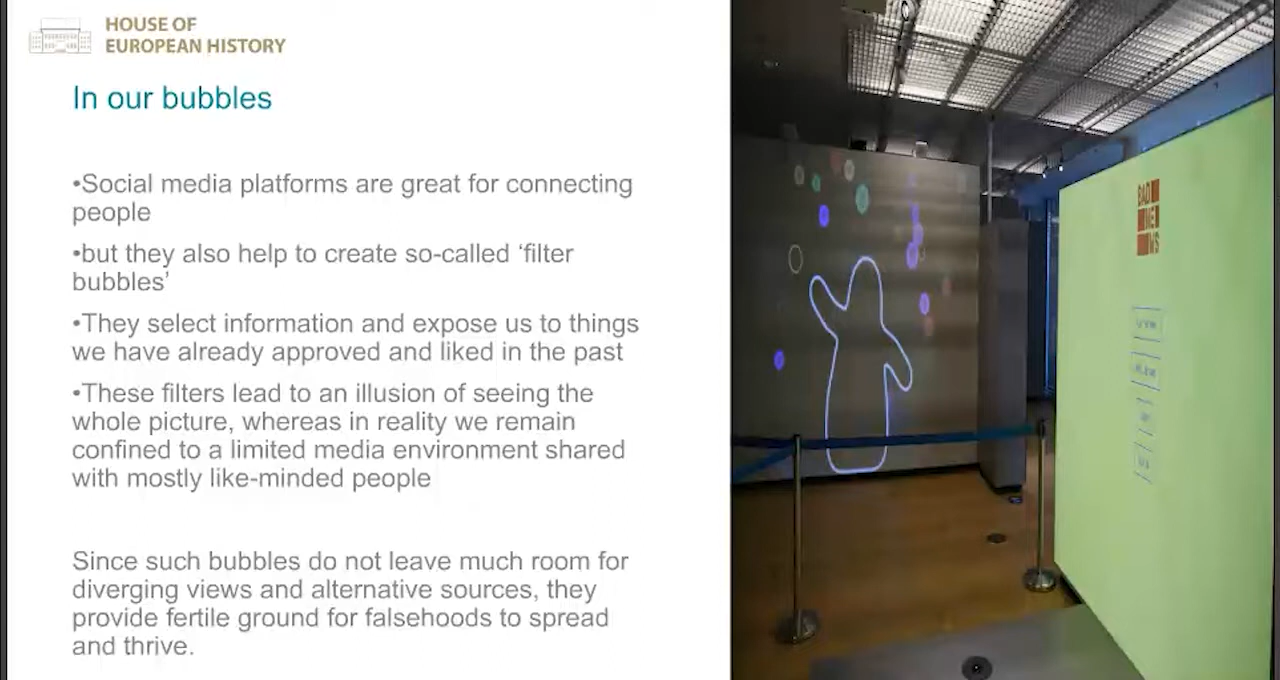 HOUSE OF
EUROPEAN HISTORY
In our bubbles
•Social media platforms are great for connecting
people
•but they also help to create so-called ‘filter
bubbles’
•They select information and expose us to things
we have already approved and liked in the past
•These filters lead to an illusion of seeing the
whole picture, whereas in reality we remain
confined to a limited media environment shared
with mostly like-minded people
Since such bubbles do not leave much room for
diverging views and alternative sources, they
provide fertile ground for falsehoods to spread
and thrive.
BAD
NE
WS